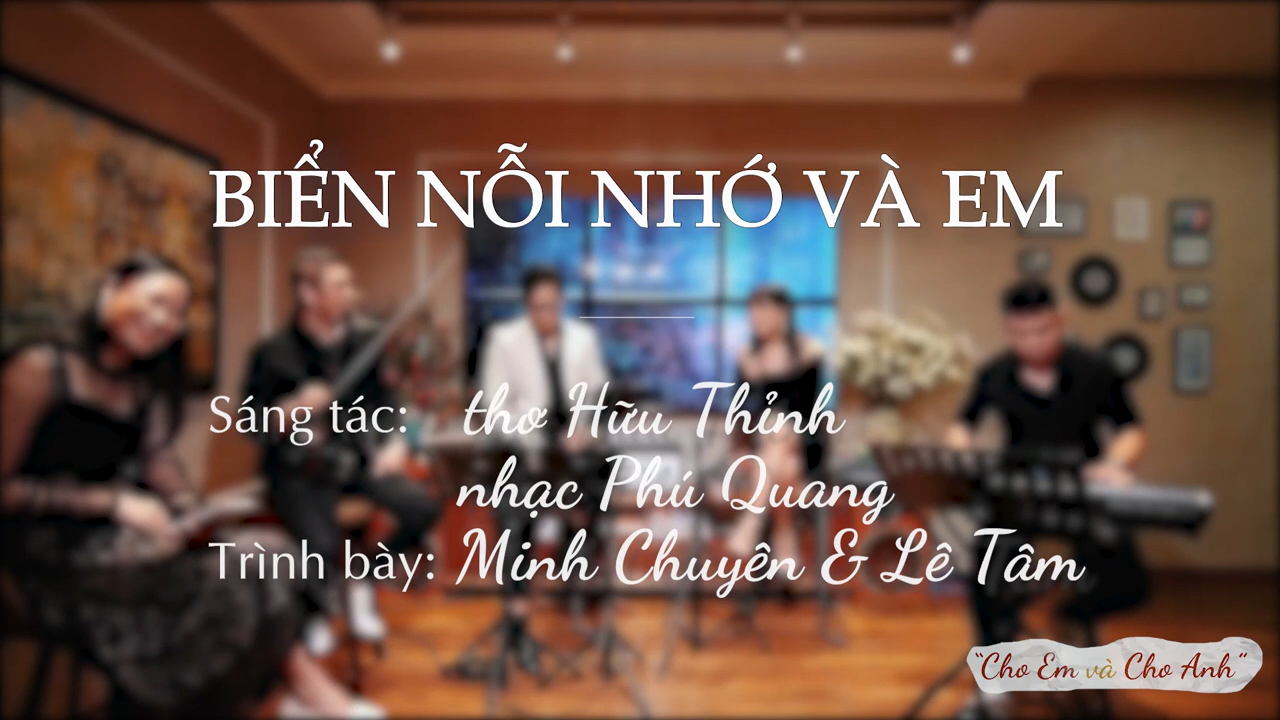 BIỂN NỖI NHỚ VÀ EM
Sáng tác: thơ Hữu Thỉnh
nhạc Phú Quang
Trình bày: Minh Chuyên & Lê Tâm
“Cho Em và Cho Anh”